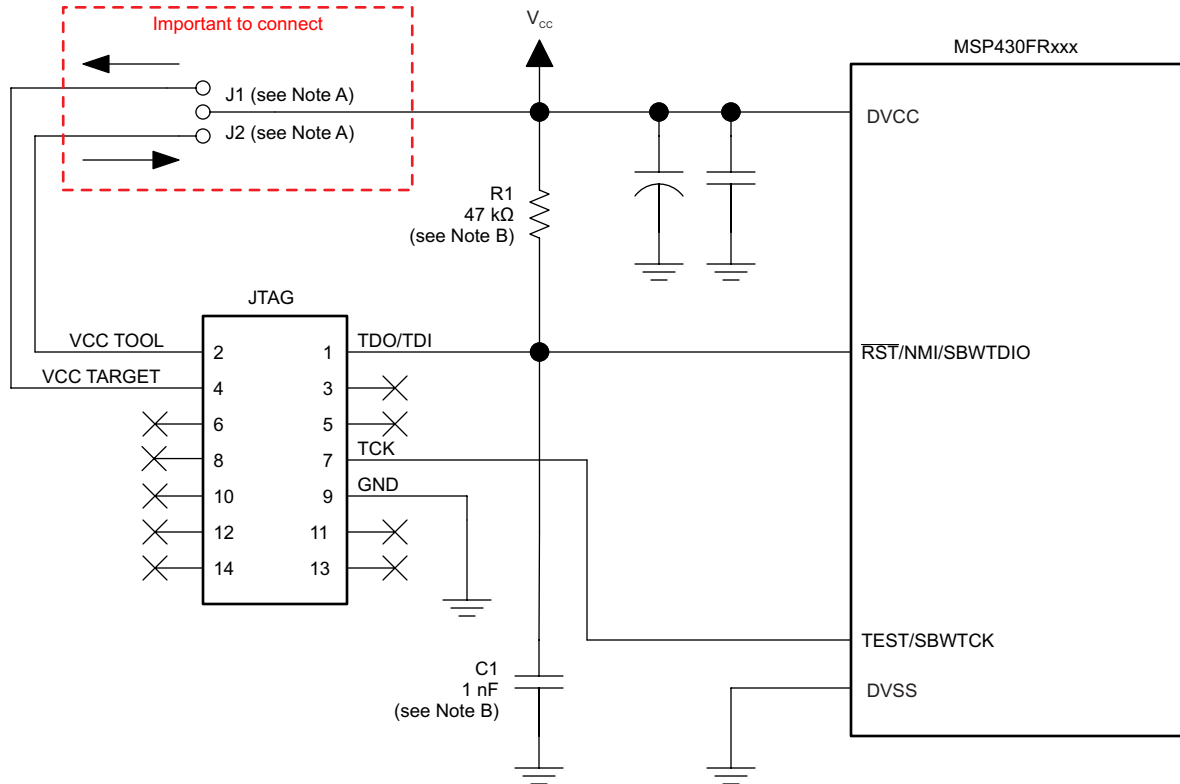 Important to connect
VCC
MSP430FRxxx
J1 (see Note A)
J2 (see Note A)
DVCC
R1
47 kΩ
(see Note B)
JTAG
VCC TOOL
2
1
TDO/TDI
RST/NMI/SBWTDIO
VCC TARGET
4
3
6
5
8
7
TCK
10
9
GND
12
11
14
13
TEST/SBWTCK
C1
1 nF
(see Note B)
DVSS